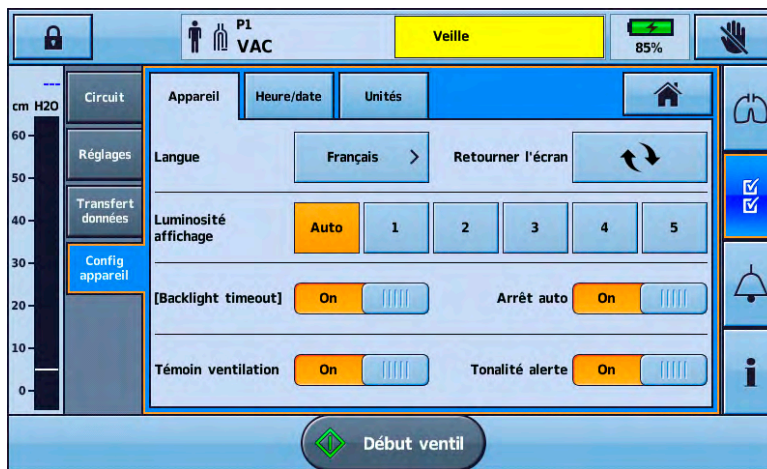 P1
VAC
Veille
85%
---
cm H2O
60
50
40
30
20
10
0
Circuit
Réglages
Transfert
données
Config
appareil
Appareil
Heure/date
Unités
Langue
Français >
Retourner l'écran
Luminosité
affichage
Auto
1
2
3
4
5
[Backlight timeout]
On
Arrêt auto
On
Témoin ventilation
On
Tonalité alerte
On
i
Début ventil